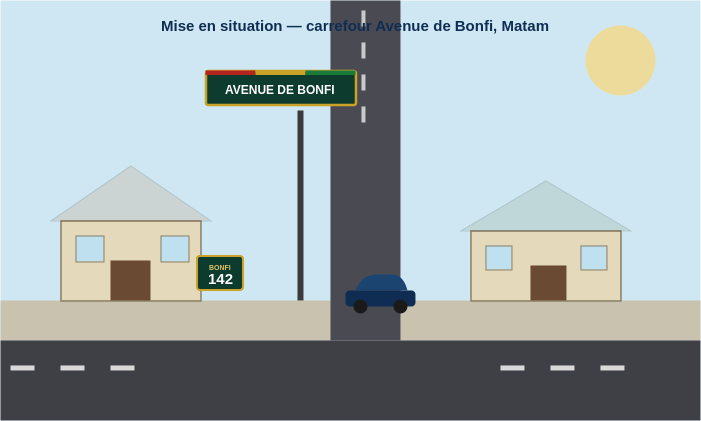 Mise en situation — carrefour Avenue de Bonfi, Matam
AVENUE DE BONFI
BONFI
142